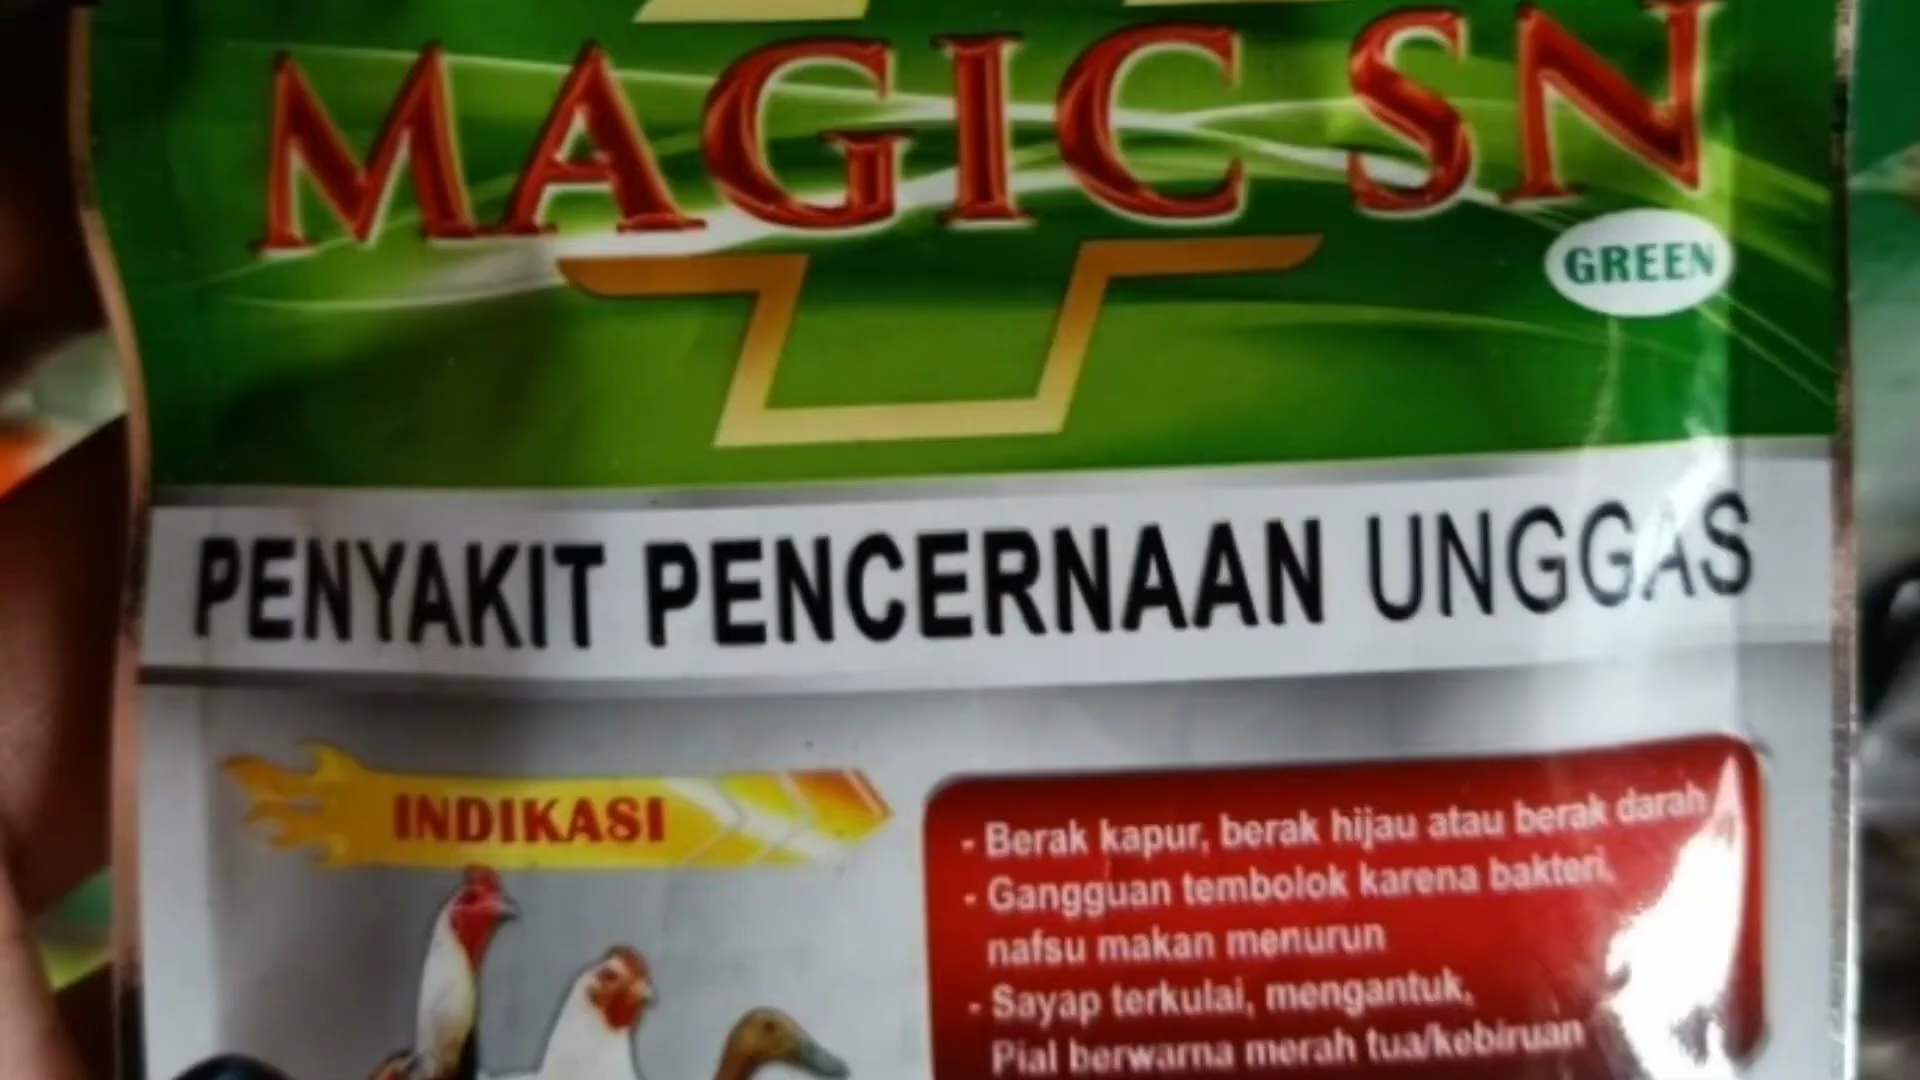 MAGIC SN
GREEN
PENYAKIT PENCERNAAN UNGGAS
INDIKASI
- Berak kapur, berak hijau atau berak darah
- Gangguan tembolok karena bakteri,
nafsu makan menurun
- Sayap terkulai, mengantuk,
Pial berwarna merah tua/kebiruan